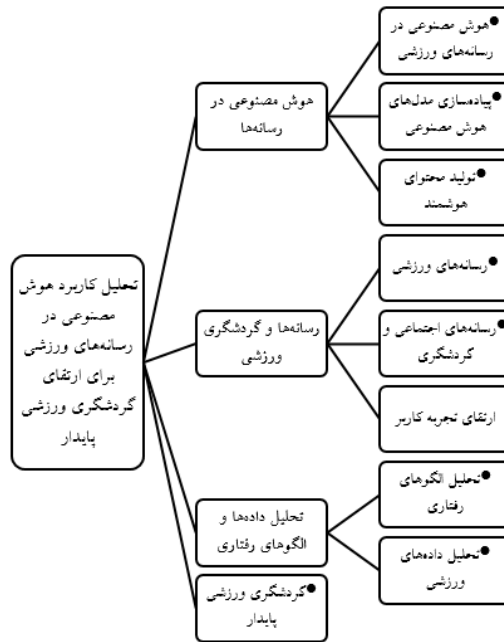 تحلیل کاربرد هوش
مصنوعی در
رسانه‌های ورزشی
برای ارتقای
گردشگری ورزشی
پایدار
هوش مصنوعی در
رسانه‌ها
•هوش مصنوعی در
رسانه‌های ورزشی
•پیاده‌سازی مدل‌های
هوش مصنوعی
•تولید محتوای
هوشمند
رسانه‌ها و گردشگری
ورزشی
•رسانه‌های ورزشی
•رسانه‌های اجتماعی و
گردشگری
ارتقای تجربه کاربر
تحلیل داده‌ها و
الگوهای رفتاری
•تحلیل الگوهای
رفتاری
•تحلیل داده‌های
ورزشی
•گردشگری ورزشی
پایدار